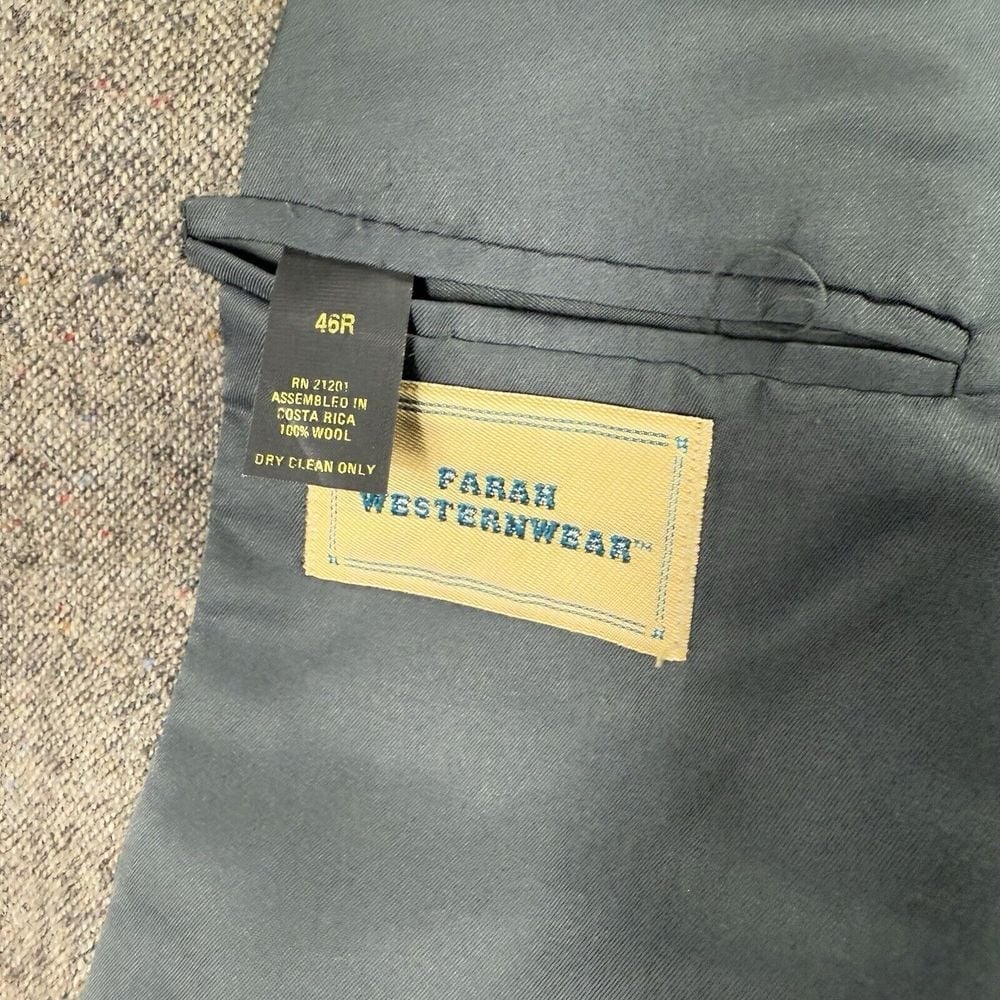 46R
RN 21201
ASSEMBLED IN
COSTA RICA
100% WOOL
DRY CLEAN ONLY
FARAH
WESTERNWEAR™